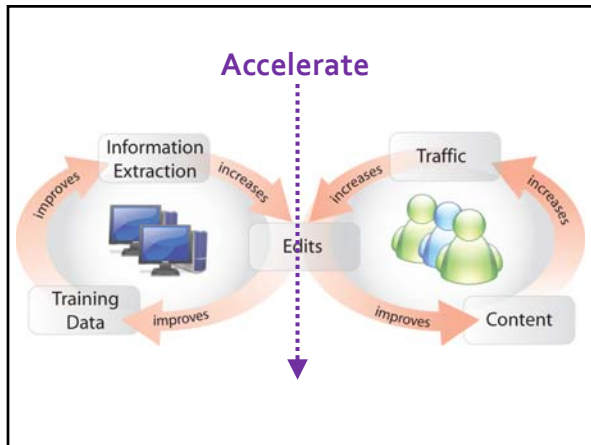 Accelerate
Information
Extraction
Traffic
improves
increases
increases
increases
Edits
Training
Data
improves
improves
Content